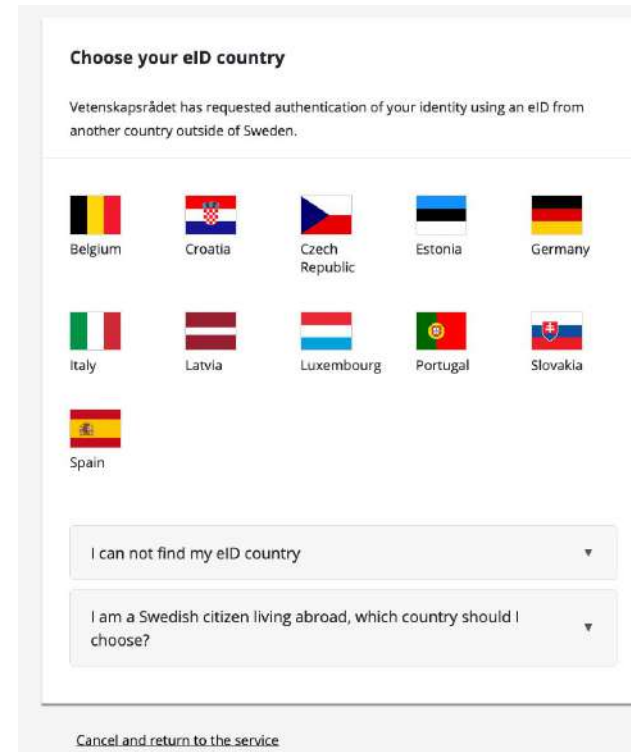 Choose your eID country
Vetenskapsrådet has requested authentication of your identity using an eID from
another country outside of Sweden.
Belgium
Croatia
Czech
Republic
Estonia
Germany
Italy
Latvia
Luxembourg
Portugal
Slovakia
Spain
I can not find my eID country
I am a Swedish citizen living abroad, which country should I
choose?
Cancel and return to the service